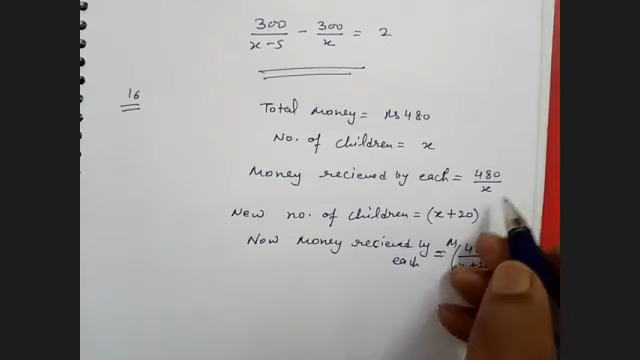 300/(x-5) - 300/x = 2
16
Total money = Rs 480
No. of children = x
Money recieved by each = 480/x
New no. of children = (x+20)
Now money recieved by each =